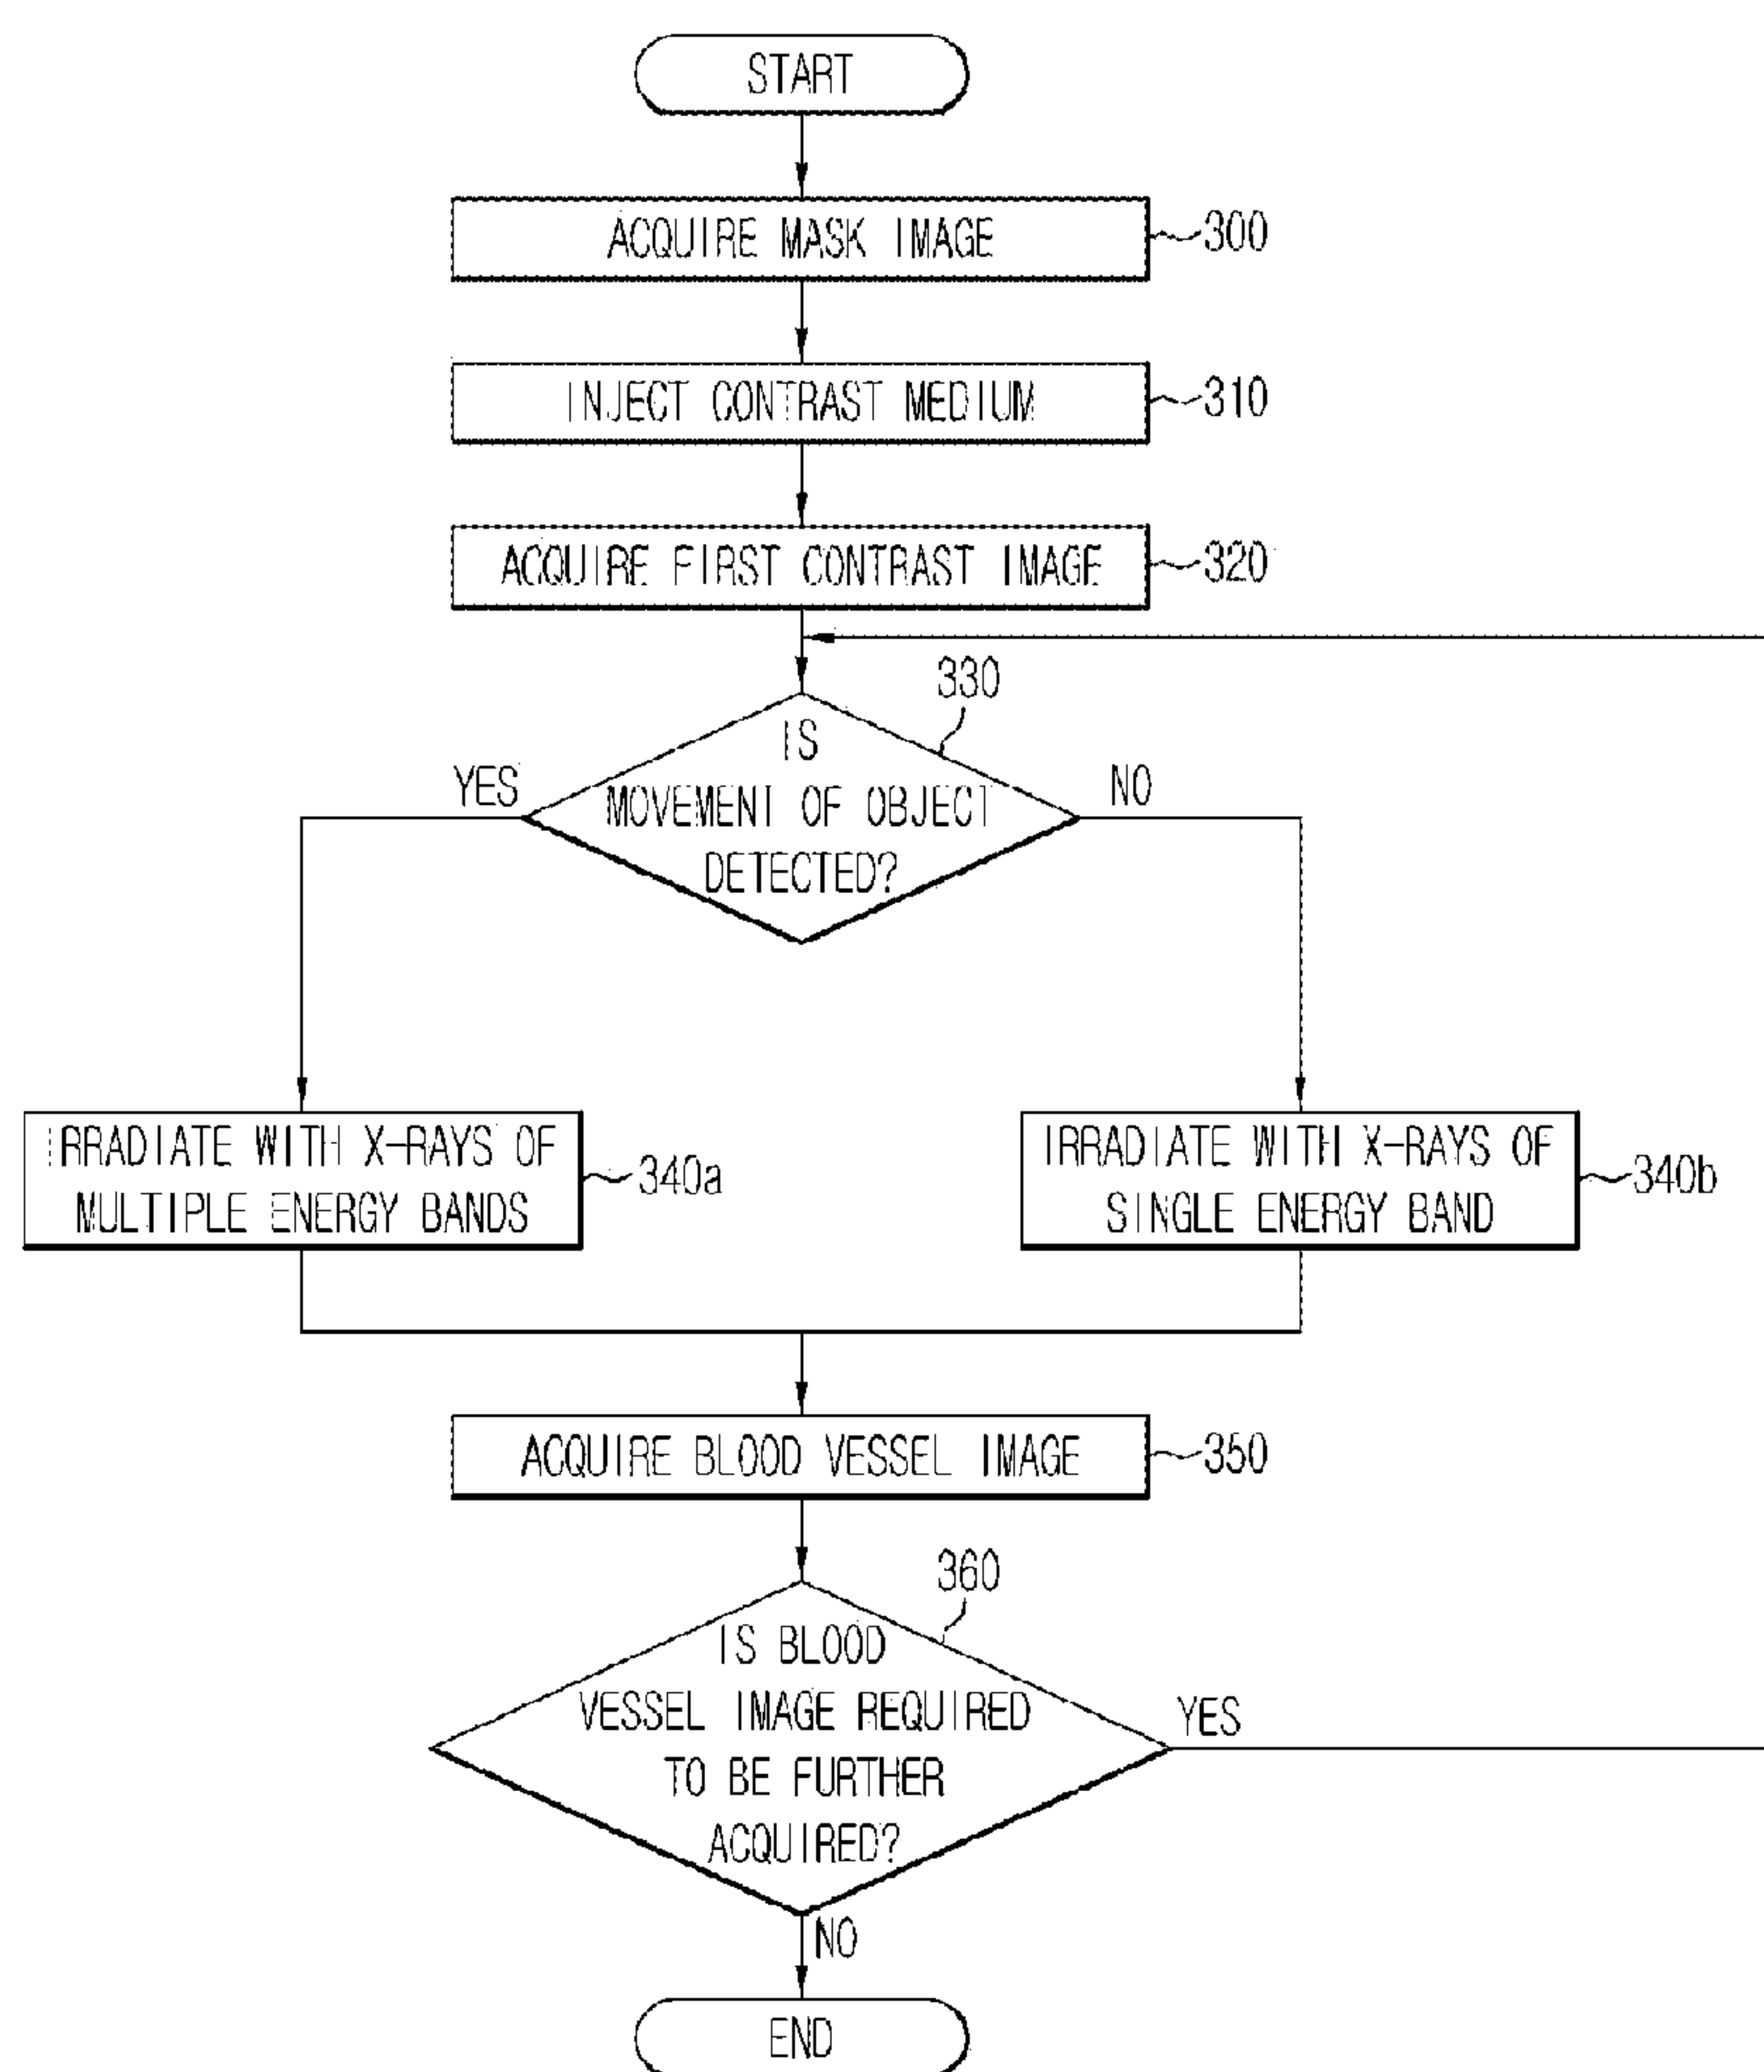 START
ACQUIRE MASK IMAGE
300
INJECT CONTRAST MEDIUM
310
ACQUIRE FIRST CONTRAST IMAGE
320
330
IS
MOVEMENT OF OBJECT
DETECTED?
YES
NO
IRRADIATE WITH X-RAYS OF
MULTIPLE ENERGY BANDS
340a
IRRADIATE WITH X-RAYS OF
SINGLE ENERGY BAND
340b
ACQUIRE BLOOD VESSEL IMAGE
350
360
IS BLOOD
VESSEL IMAGE REQUIRED
TO BE FURTHER
ACQUIRED?
YES
NO
END